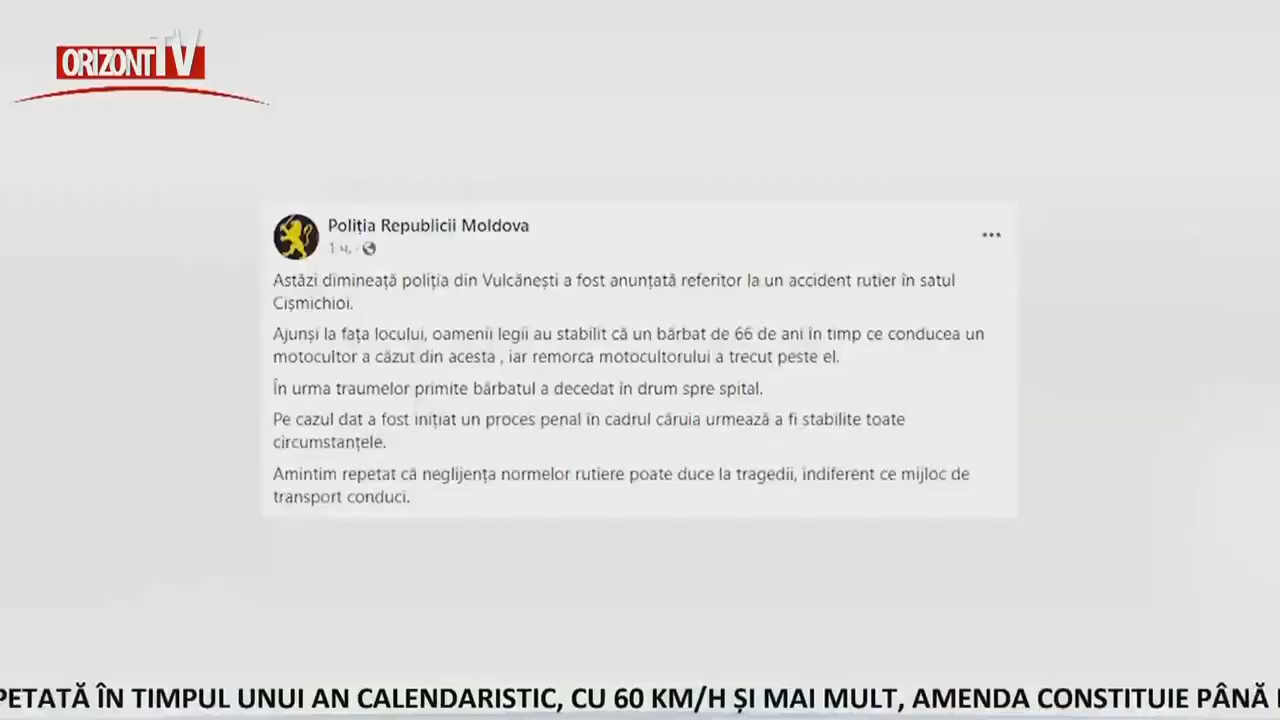 ORIZONT TV
Poliția Republicii Moldova
1 ч. ·
Astăzi dimineață poliția din Vulcănești a fost anunțată referitor la un accident rutier în satul
Cișmichioi.
Ajunși la fața locului, oamenii legii au stabilit că un bărbat de 66 de ani în timp ce conducea un
motocultor a căzut din acesta , iar remorca motocultorului a trecut peste el.
În urma traumelor primite bărbatul a decedat în drum spre spital.
Pe cazul dat a fost inițiat un proces penal în cadrul căruia urmează a fi stabilite toate
circumstanțele.
Amintim repetat că neglijența normelor rutiere poate duce la tragedii, indiferent ce mijloc de
transport conduci.
PETATĂ ÎN TIMPUL UNUI AN CALENDARISTIC, CU 60 KM/H ȘI MAI MULT, AMENDA CONSTITUIE PÂNĂ